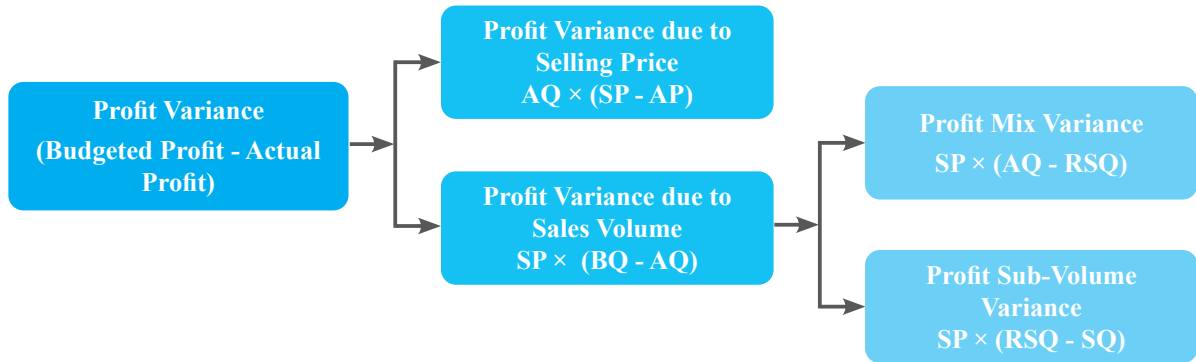 Profit Variance
(Budgeted Profit - Actual
Profit)
Profit Variance due to
Selling Price
AQ × (SP - AP)
Profit Variance due to
Sales Volume
SP × (BQ - AQ)
Profit Mix Variance
SP × (AQ - RSQ)
Profit Sub-Volume
Variance
SP × (RSQ - SQ)